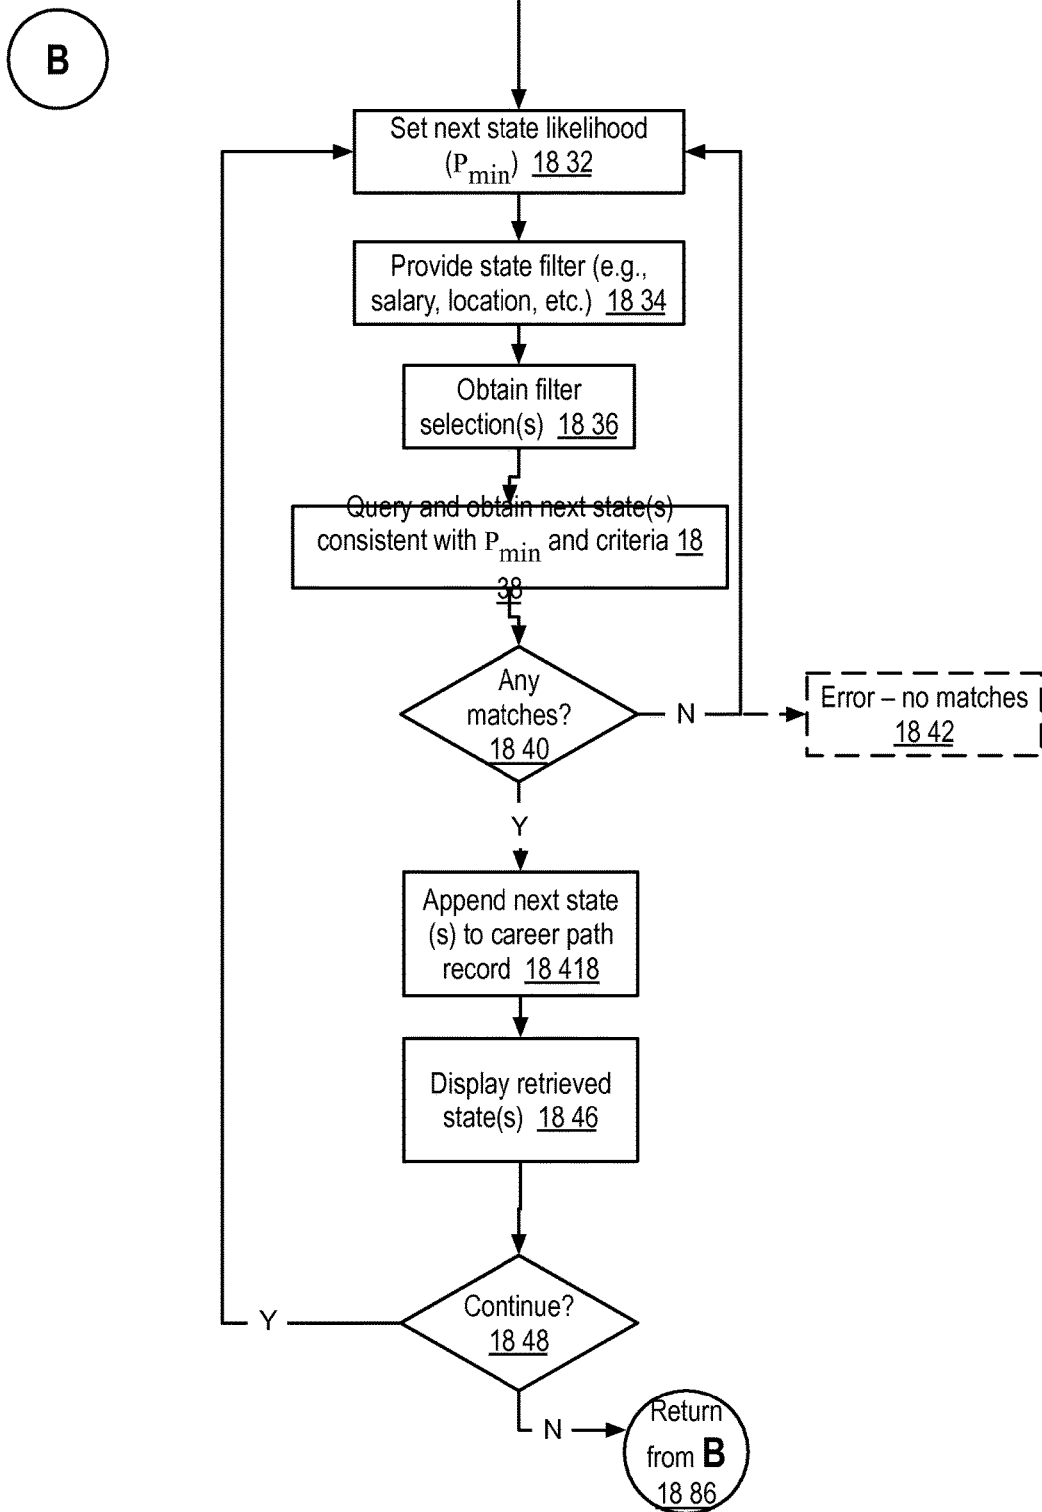 B
Set next state likelihood
(Pmin) 18 32
Provide state filter (e.g.,
salary, location, etc.) 18 34
Obtain filter
selection(s) 18 36
Query and obtain next state(s)
consistent with Pmin and criteria 18
38
Any
matches?
18 40
N
Error – no matches
18 42
Y
Append next state
(s) to career path
record 18 418
Display retrieved
state(s) 18 46
Continue?
18 48
Y
N
Return
from B
18 86